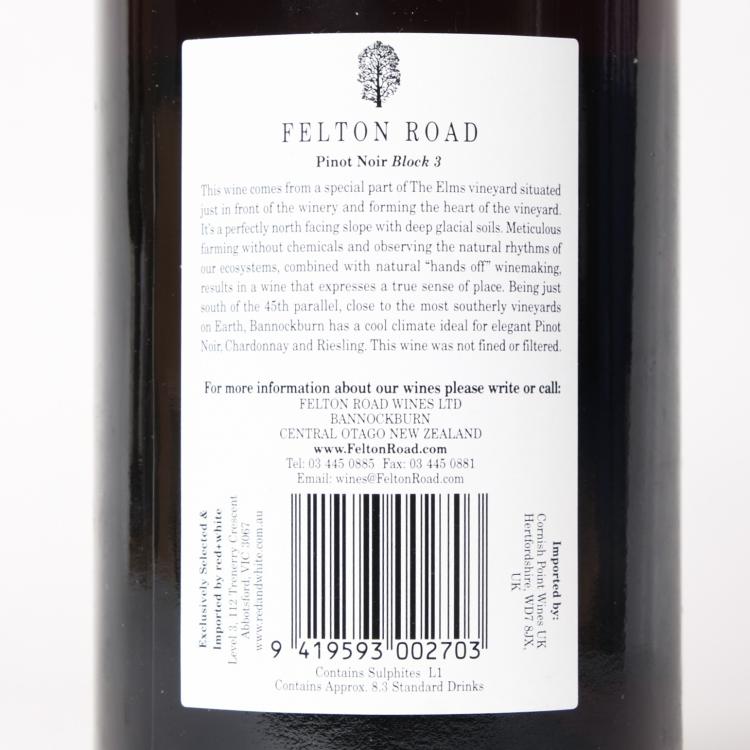 FELTON ROAD
Pinot Noir Block 3
This wine comes from a special part of The Elms vineyard situated
just in front of the winery and forming the heart of the vineyard.
It's a perfectly north facing slope with deep glacial soils. Meticulous
farming without chemicals and observing the natural rhythms of
our ecosystems, combined with natural “hands off” winemaking,
results in a wine that expresses a true sense of place. Being just
south of the 45th parallel, close to the most southerly vineyards
on Earth, Bannockburn has a cool climate ideal for elegant Pinot
Noir, Chardonnay and Riesling. This wine was not fined or filtered.
For more information about our wines please write or call:
FELTON ROAD WINES LTD
BANNOCKBURN
CENTRAL OTAGO NEW ZEALAND
www.FeltonRoad.com
Tel: 03 445 0885 Fax: 03 445 0881
Email: wines@FeltonRoad.com
Exclusively Selected &
Imported by red+white
Level 3, 112 Trenerry Crescent
Abbotsford, VIC 3067
www.redandwhite.com.au
Imported by:
Cornish Point Wines UK
Hertfordshire, WD7 8JX,
UK
9 419593 002703
Contains Sulphites L1
Contains Approx. 8.3 Standard Drinks